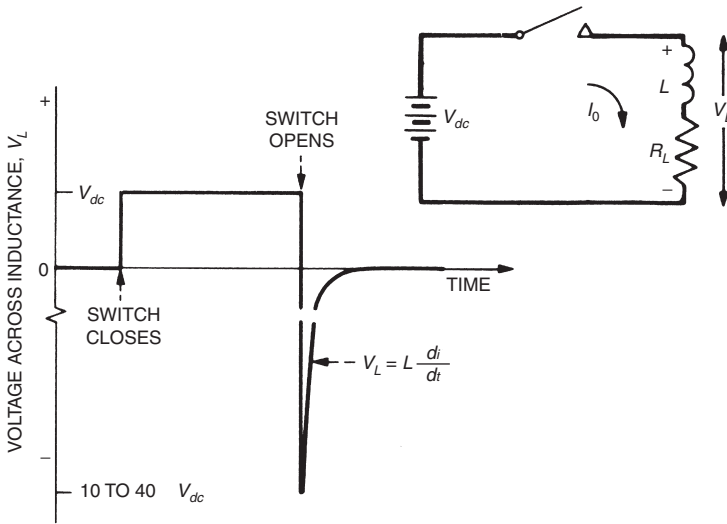 VOLTAGE ACROSS INDUCTANCE, V_L
+
V_dc
0
−
10 TO 40 V_dc
SWITCH
CLOSES
SWITCH
OPENS
TIME
V_L = L di/dt
V_dc
I_0
+
L
R_L
−